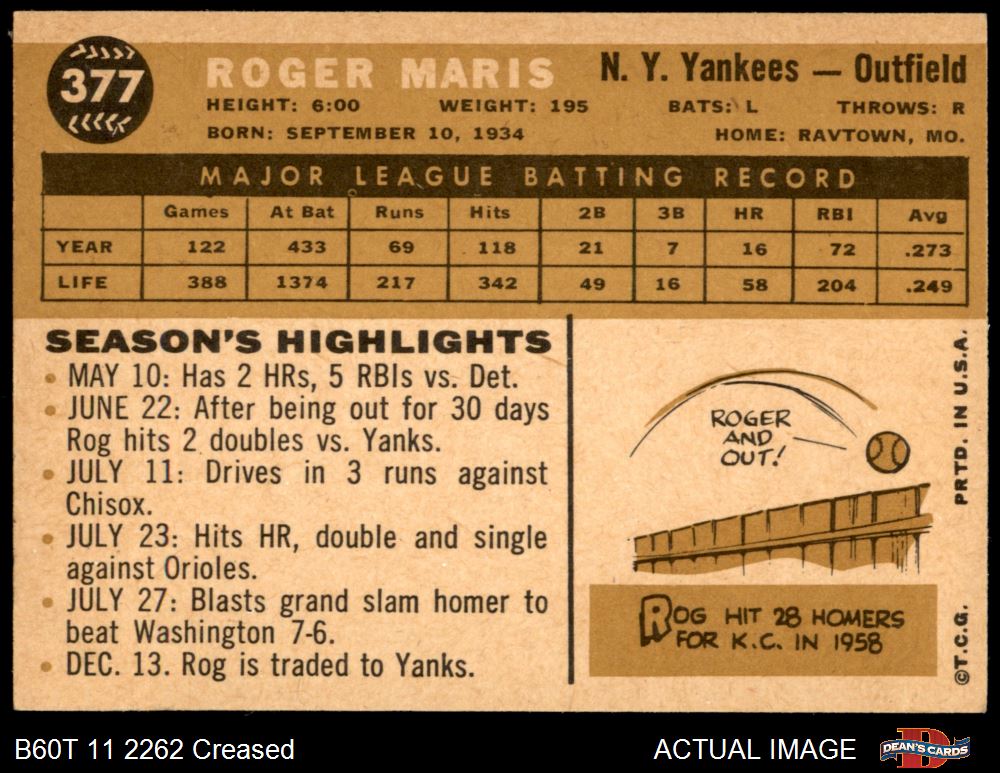 377
ROGER MARIS
N. Y. Yankees — Outfield
HEIGHT: 6:00 WEIGHT: 195 BATS: L THROWS: R
BORN: SEPTEMBER 10, 1934 HOME: RAVTOWN, MO.
MAJOR LEAGUE BATTING RECORD
Games At Bat Runs Hits 2B 3B HR RBI Avg
YEAR 122 433 69 118 21 7 16 72 .273
LIFE 388 1374 217 342 49 16 58 204 .249
SEASON'S HIGHLIGHTS
• MAY 10: Has 2 HRs, 5 RBIs vs. Det.
• JUNE 22: After being out for 30 days
Rog hits 2 doubles vs. Yanks.
• JULY 11: Drives in 3 runs against
Chisox.
• JULY 23: Hits HR, double and single
against Orioles.
• JULY 27: Blasts grand slam homer to
beat Washington 7-6.
• DEC. 13. Rog is traded to Yanks.
ROGER
AND
OUT!
ROG HIT 28 HOMERS
FOR K.C. IN 1958
©T.C.G. PRTD. IN U.S.A.
B60T 11 2262 Creased
ACTUAL IMAGE
DEAN'S CARDS